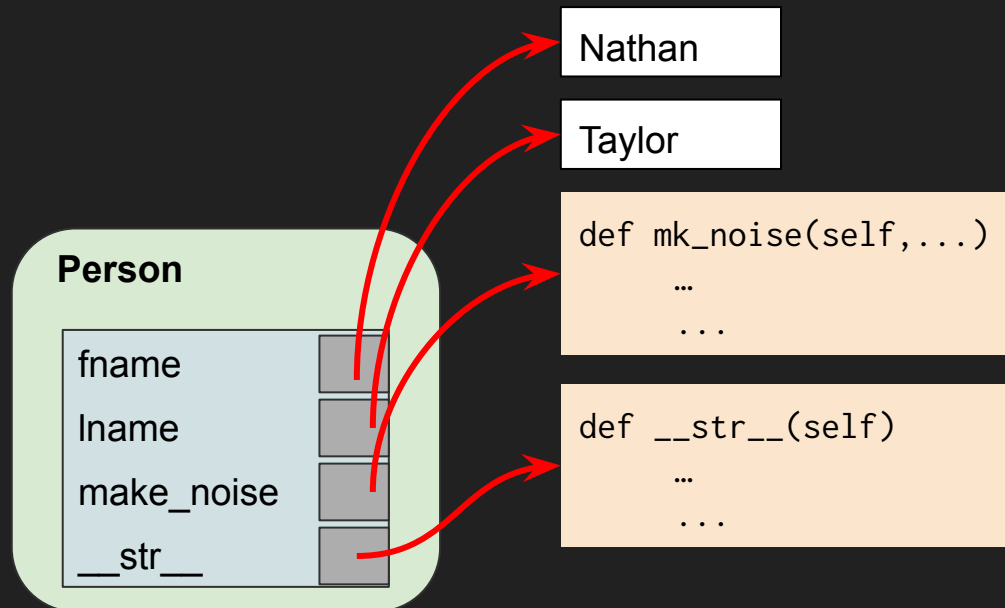 Nathan
Taylor
def mk_noise(self,...)
…
...
def __str__(self)
…
...
Person
fname
lname
make_noise
__str__